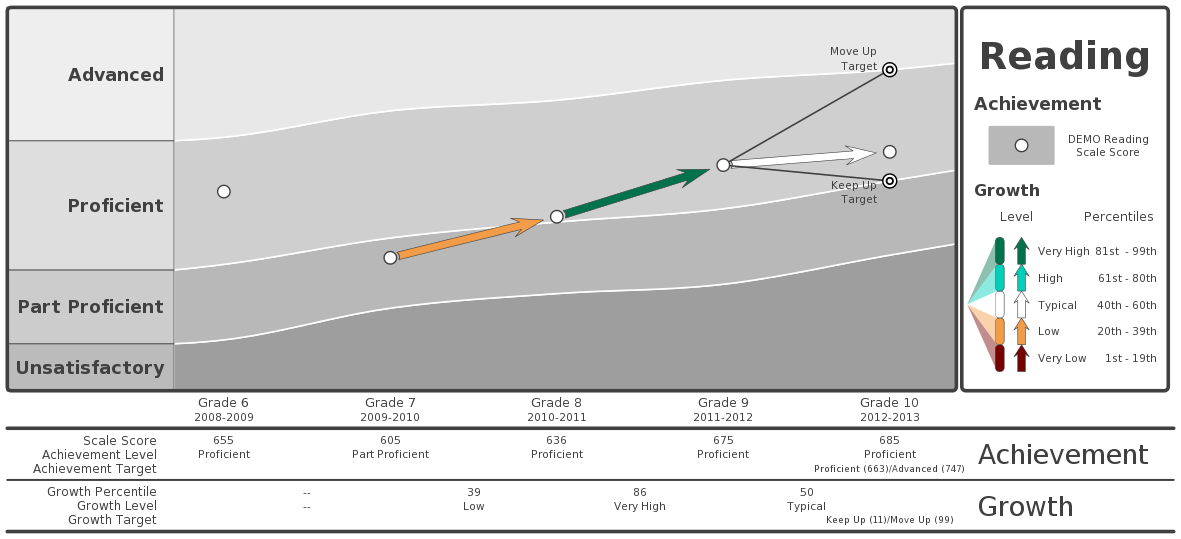 Advanced
Proficient
Part Proficient
Unsatisfactory
Move Up
Target
Keep Up
Target
Reading
Achievement
DEMO Reading
Scale Score
Growth
Level Percentiles
Very High 81st - 99th
High 61st - 80th
Typical 40th - 60th
Low 20th - 39th
Very Low 1st - 19th
Grade 6 Grade 7 Grade 8 Grade 9 Grade 10
2008-2009 2009-2010 2010-2011 2011-2012 2012-2013
Scale Score 655 605 636 675 685
Achievement Level Proficient Part Proficient Proficient Proficient Proficient
Achievement Target Proficient (663)/Advanced (747)
Achievement
Growth Percentile -- 39 86 50
Growth Level -- Low Very High Typical
Growth Target Keep Up (11)/Move Up (99)
Growth